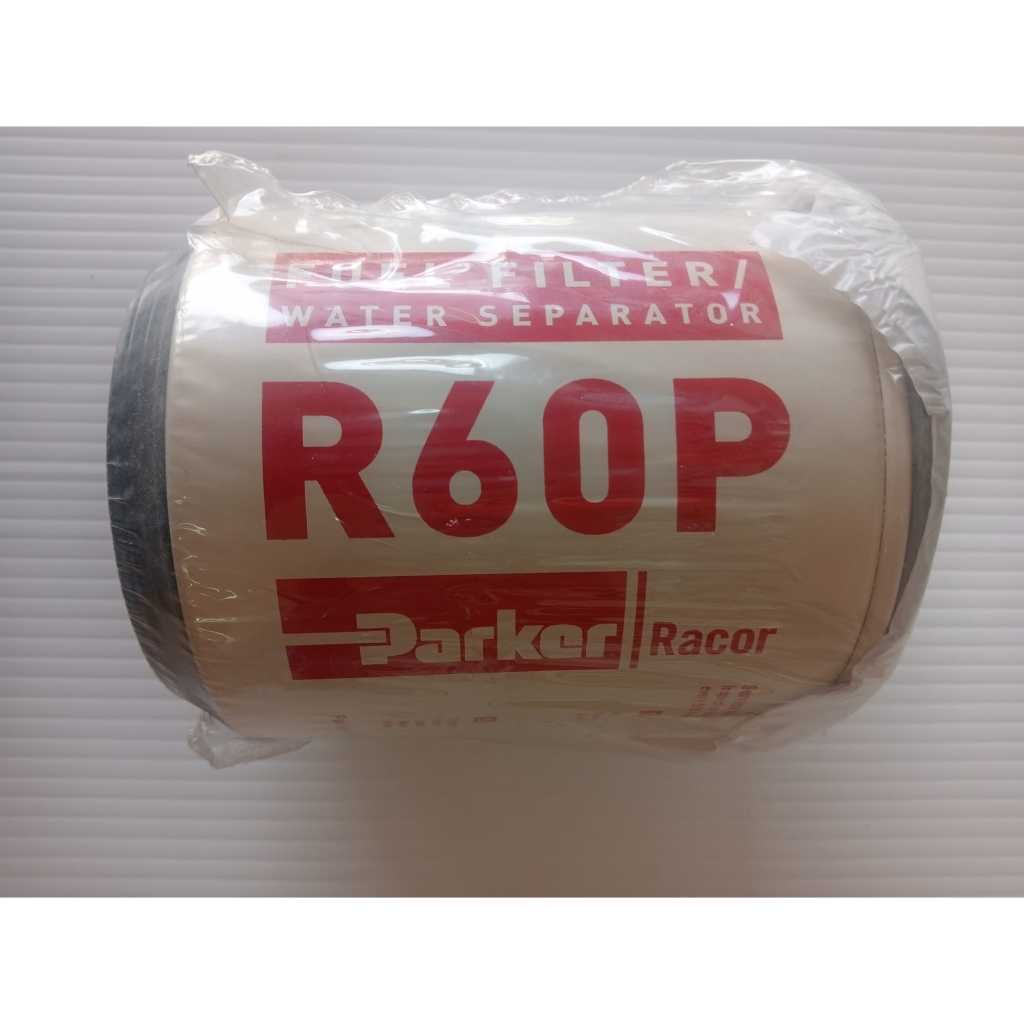 FUEL FILTER/
WATER SEPARATOR
R60P
Parker Racor